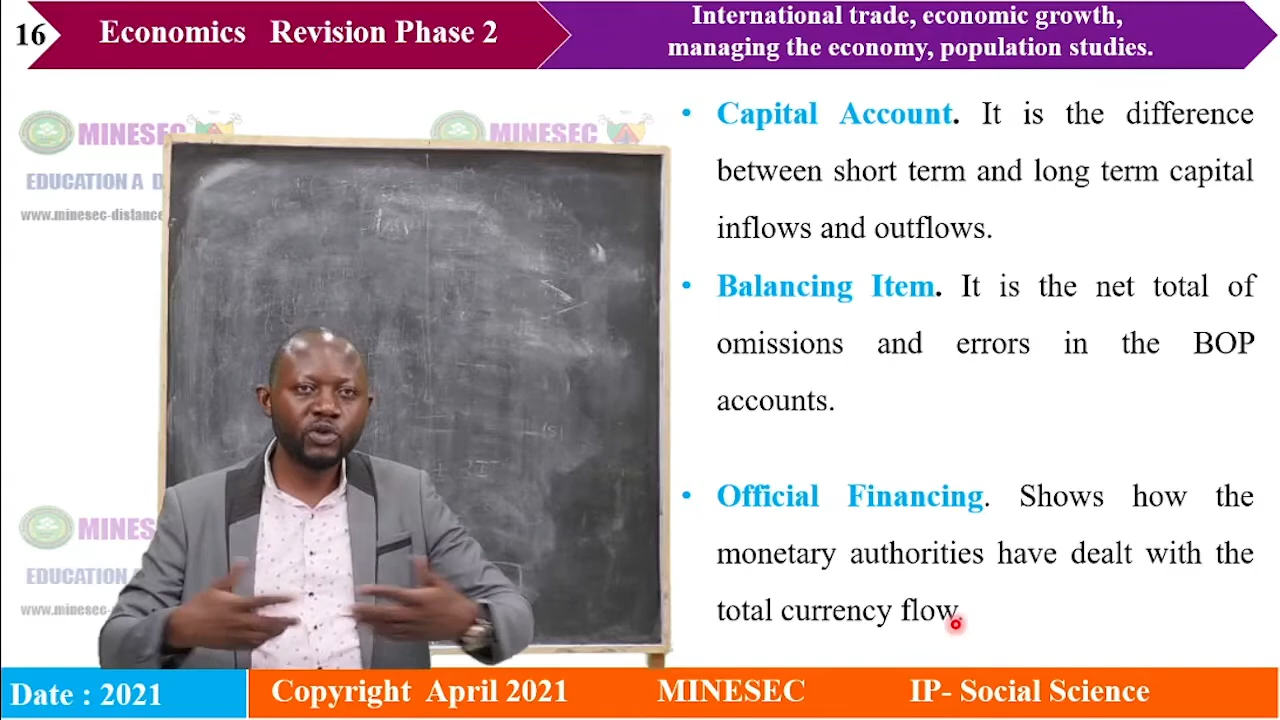 16
Economics Revision Phase 2
International trade, economic growth,
managing the economy, population studies.
MINESEC
EDUCATION A D
www.minesec-distance
MINESEC
• Capital Account. It is the difference
between short term and long term capital
inflows and outflows.
• Balancing Item. It is the net total of
omissions and errors in the BOP
accounts.
• Official Financing. Shows how the
monetary authorities have dealt with the
total currency flow.
MINES
EDUCATION
www.minesec-
Date : 2021
Copyright April 2021
MINESEC
IP- Social Science